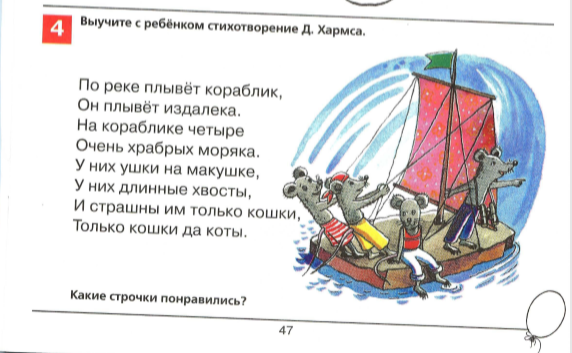 4
Выучите с ребёнком стихотворение Д. Хармса.
По реке плывёт кораблик,
Он плывёт издалека.
На кораблике четыре
Очень храбрых моряка.
У них ушки на макушке,
У них длинные хвосты,
И страшны им только кошки,
Только кошки да коты.
Какие строчки понравились?
47